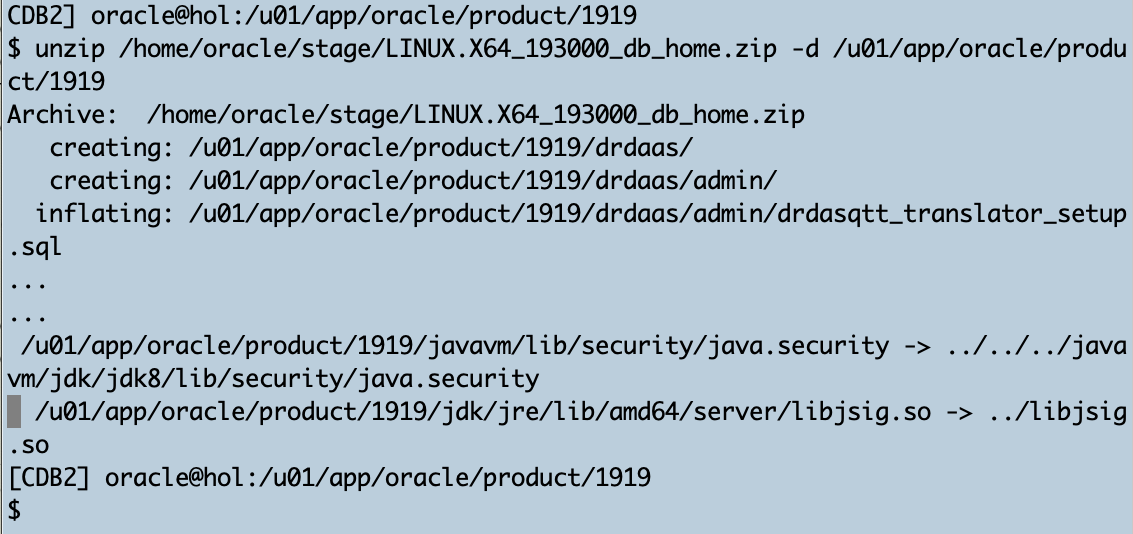 CDB2] oracle@hol:/u01/app/oracle/product/1919
$ unzip /home/oracle/stage/LINUX.X64_193000_db_home.zip -d /u01/app/oracle/produ
ct/1919
Archive:  /home/oracle/stage/LINUX.X64_193000_db_home.zip
   creating: /u01/app/oracle/product/1919/drdaas/
   creating: /u01/app/oracle/product/1919/drdaas/admin/
  inflating: /u01/app/oracle/product/1919/drdaas/admin/drdasqtt_translator_setup
.sql
...
...
 /u01/app/oracle/product/1919/javavm/lib/security/java.security -> ../../../java
vm/jdk/jdk8/lib/security/java.security
  /u01/app/oracle/product/1919/jdk/jre/lib/amd64/server/libjsig.so -> ../libjsig
.so
[CDB2] oracle@hol:/u01/app/oracle/product/1919
$